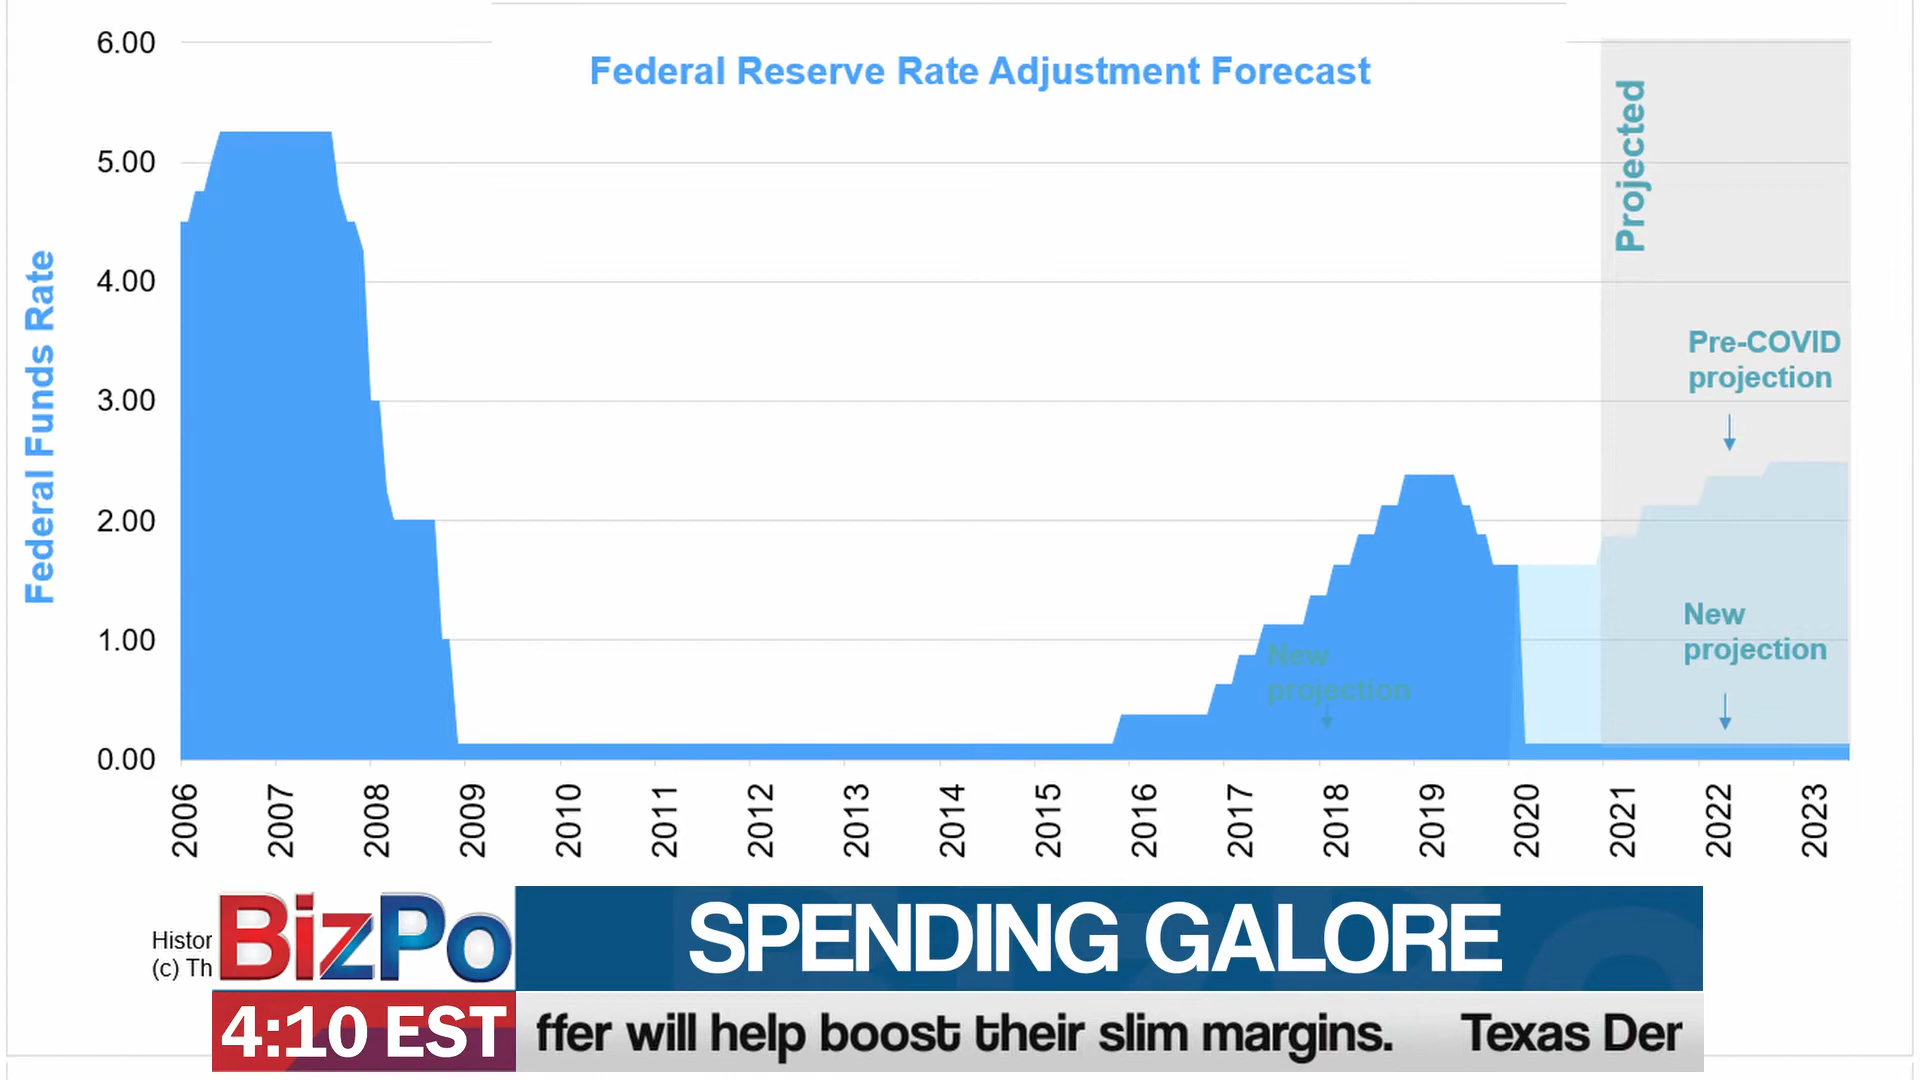 Federal Reserve Rate Adjustment Forecast
Federal Funds Rate
6.00
5.00
4.00
3.00
2.00
1.00
0.00
Projected
Pre-COVID
projection
New
projection
New
projection
2006
2007
2008
2009
2010
2011
2012
2013
2014
2015
2016
2017
2018
2019
2020
2021
2022
2023
Histor
(c) Th
BizPo
SPENDING GALORE
4:10 EST
ffer will help boost their slim margins. Texas Der